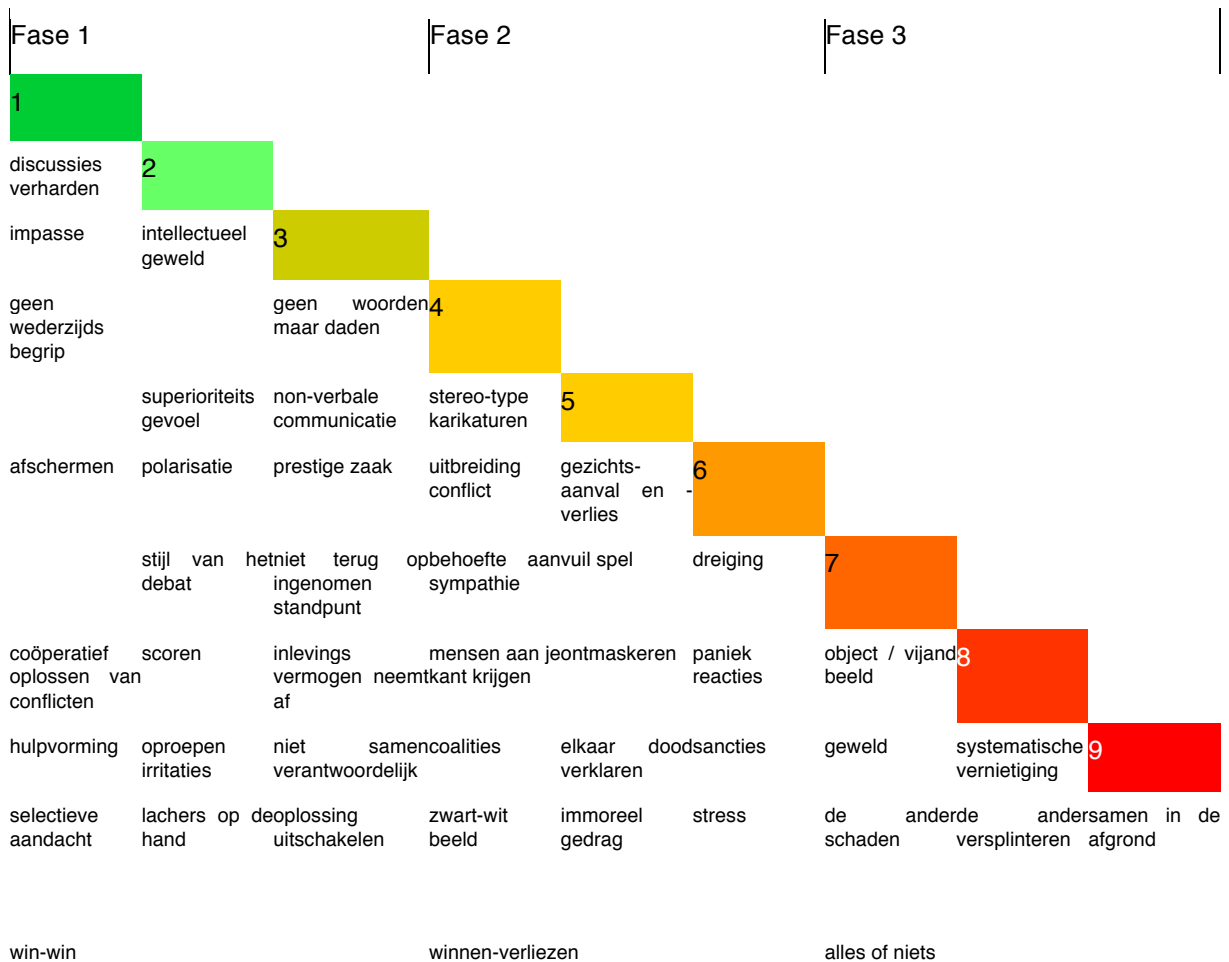 Fase 1 Fase 2 Fase 3
1
discussies verharden 2
impasse intellectueel geweld 3
geen wederzijds begrip geen woorden maar daden 4
superioriteits gevoel non-verbale communicatie stereo-type karikaturen 5
afschermen polarisatie prestige zaak uitbreiding conflict gezichts-aanval en -verlies 6
stijl van het debat niet terug op ingenomen standpunt behoefte aan sympathie vuil spel dreiging 7
coöperatief oplossen van conflicten scoren inlevings vermogen neemt af mensen aan je kant krijgen ontmaskeren paniek reacties object / vijand beeld 8
hulpvorming oproepen irritaties niet samen verantwoordelijk coalities elkaar dood verklaren sancties geweld systematische vernietiging 9
selectieve aandacht lachers op de hand oplossing uitschakelen zwart-wit beeld immoreel gedrag stress de ander schaden de ander versplinteren samen in de afgrond
win-win winnen-verliezen alles of niets